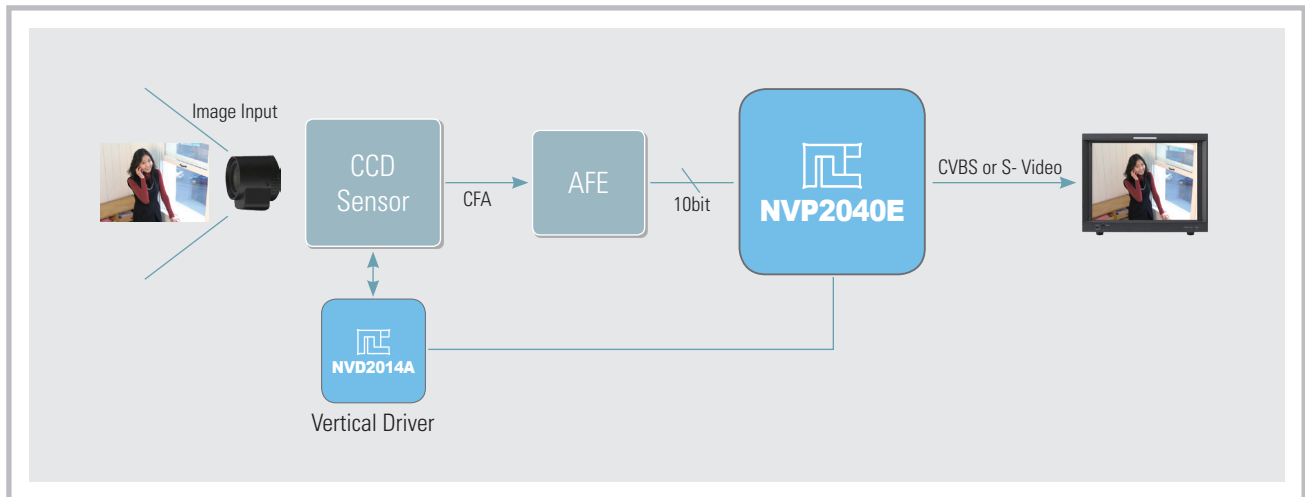 Image Input
CCD
Sensor
CFA
AFE
10bit
NVP2040E
CVBS or S- Video
NVD2014A
Vertical Driver